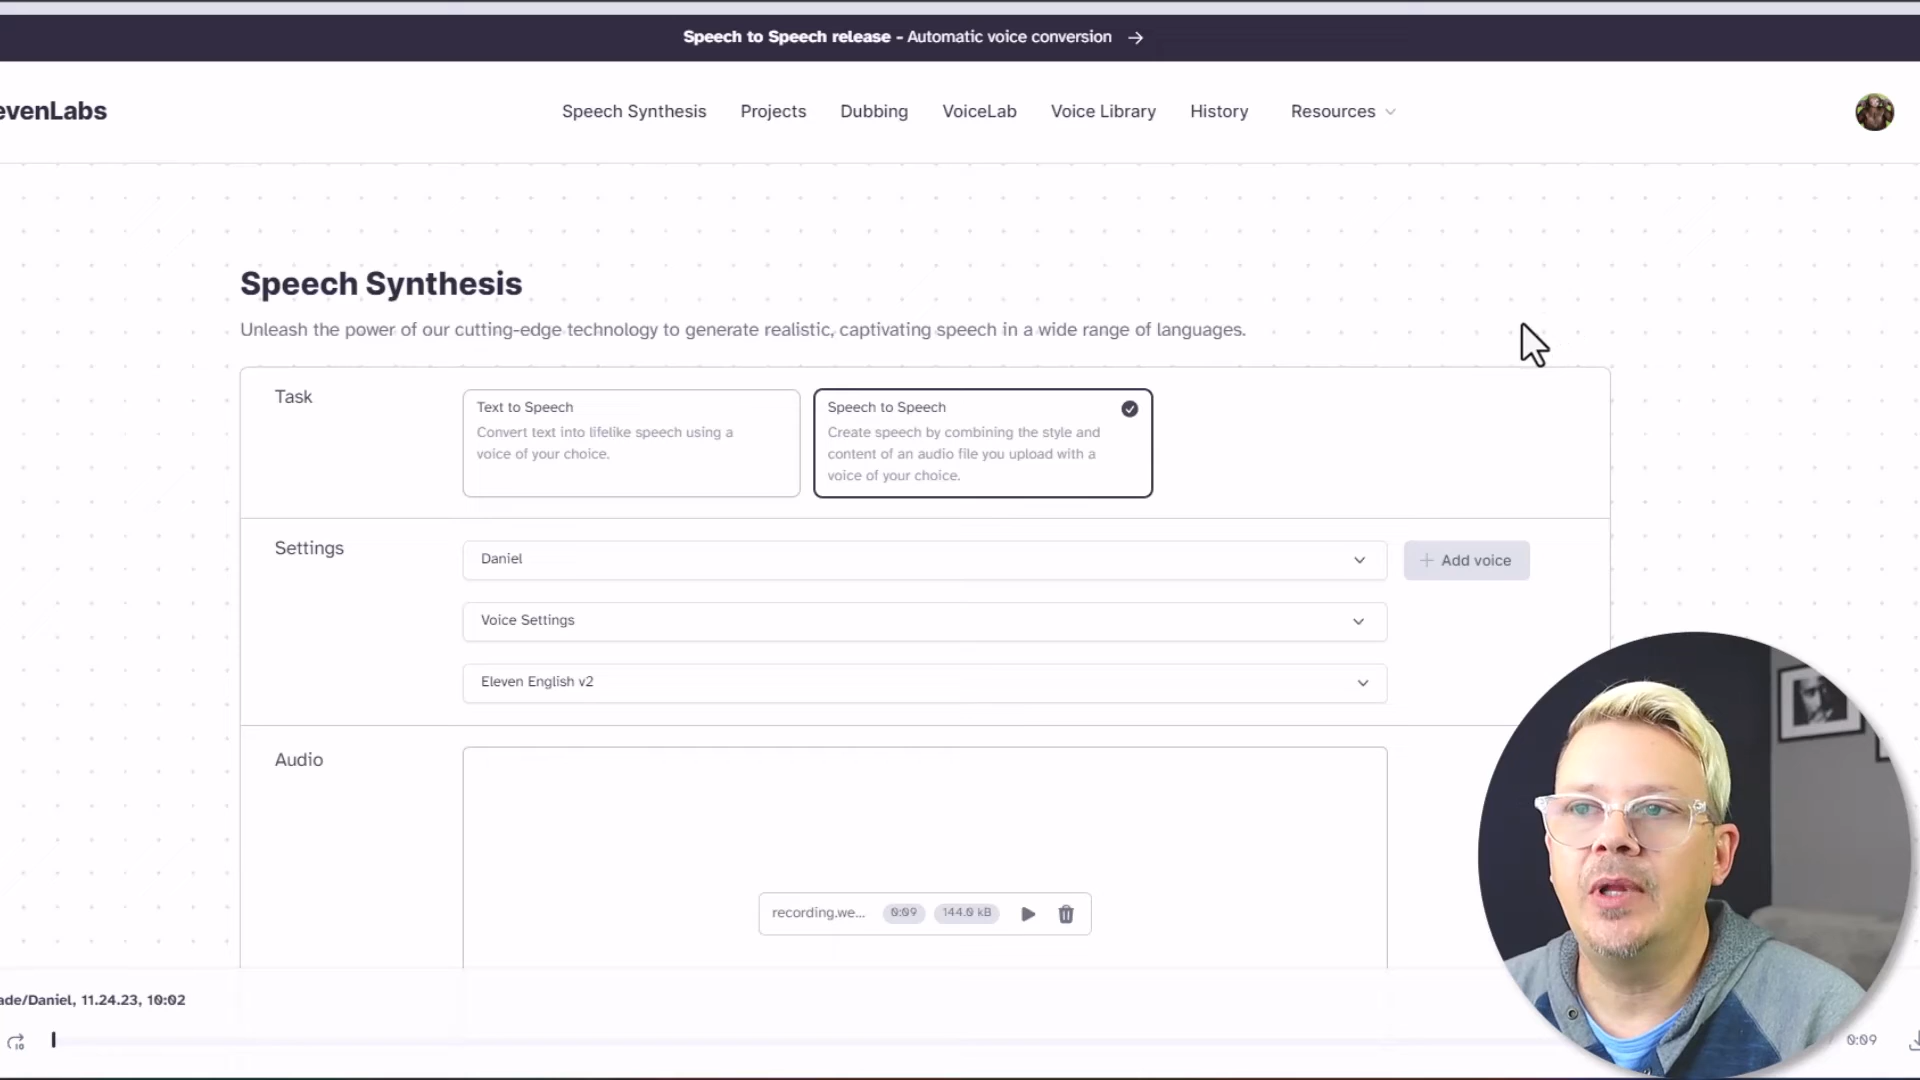 Speech to Speech release - Automatic voice conversion →
evenLabs
Speech Synthesis Projects Dubbing VoiceLab Voice Library History Resources
Speech Synthesis
Unleash the power of our cutting-edge technology to generate realistic, captivating speech in a wide range of languages.
Task
Text to Speech
Convert text into lifelike speech using a
voice of your choice.
Speech to Speech
Create speech by combining the style and
content of an audio file you upload with a
voice of your choice.
Settings
Daniel
+ Add voice
Voice Settings
Eleven English v2
Audio
recording.we... 0:09 144.0 kB
ade/Daniel, 11.24.23, 10:02
10
0:09